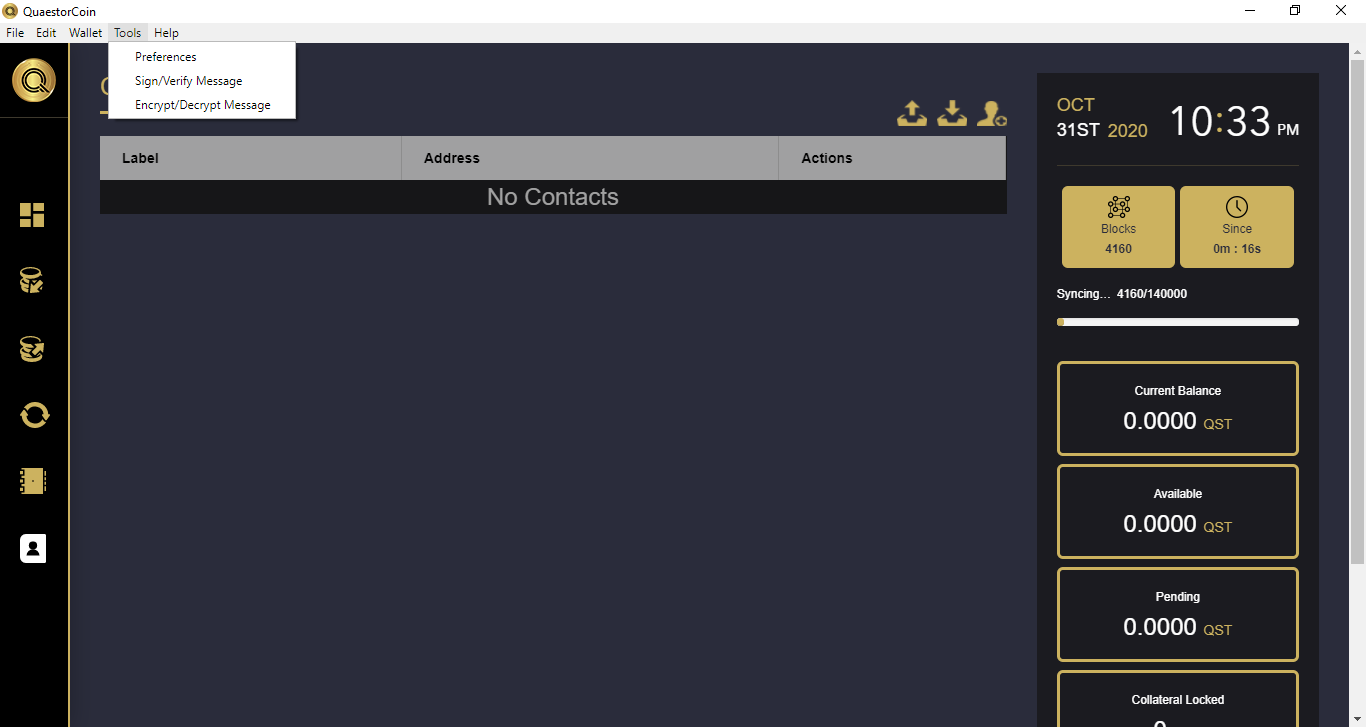 QuaestorCoin
File Edit Wallet Tools Help
Preferences
Sign/Verify Message
Encrypt/Decrypt Message
Label Address Actions
No Contacts
OCT
31ST 2020
10:33 PM
Blocks
4160
Since
0m : 16s
Syncing... 4160/140000
Current Balance
0.0000 QST
Available
0.0000 QST
Pending
0.0000 QST
Collateral Locked